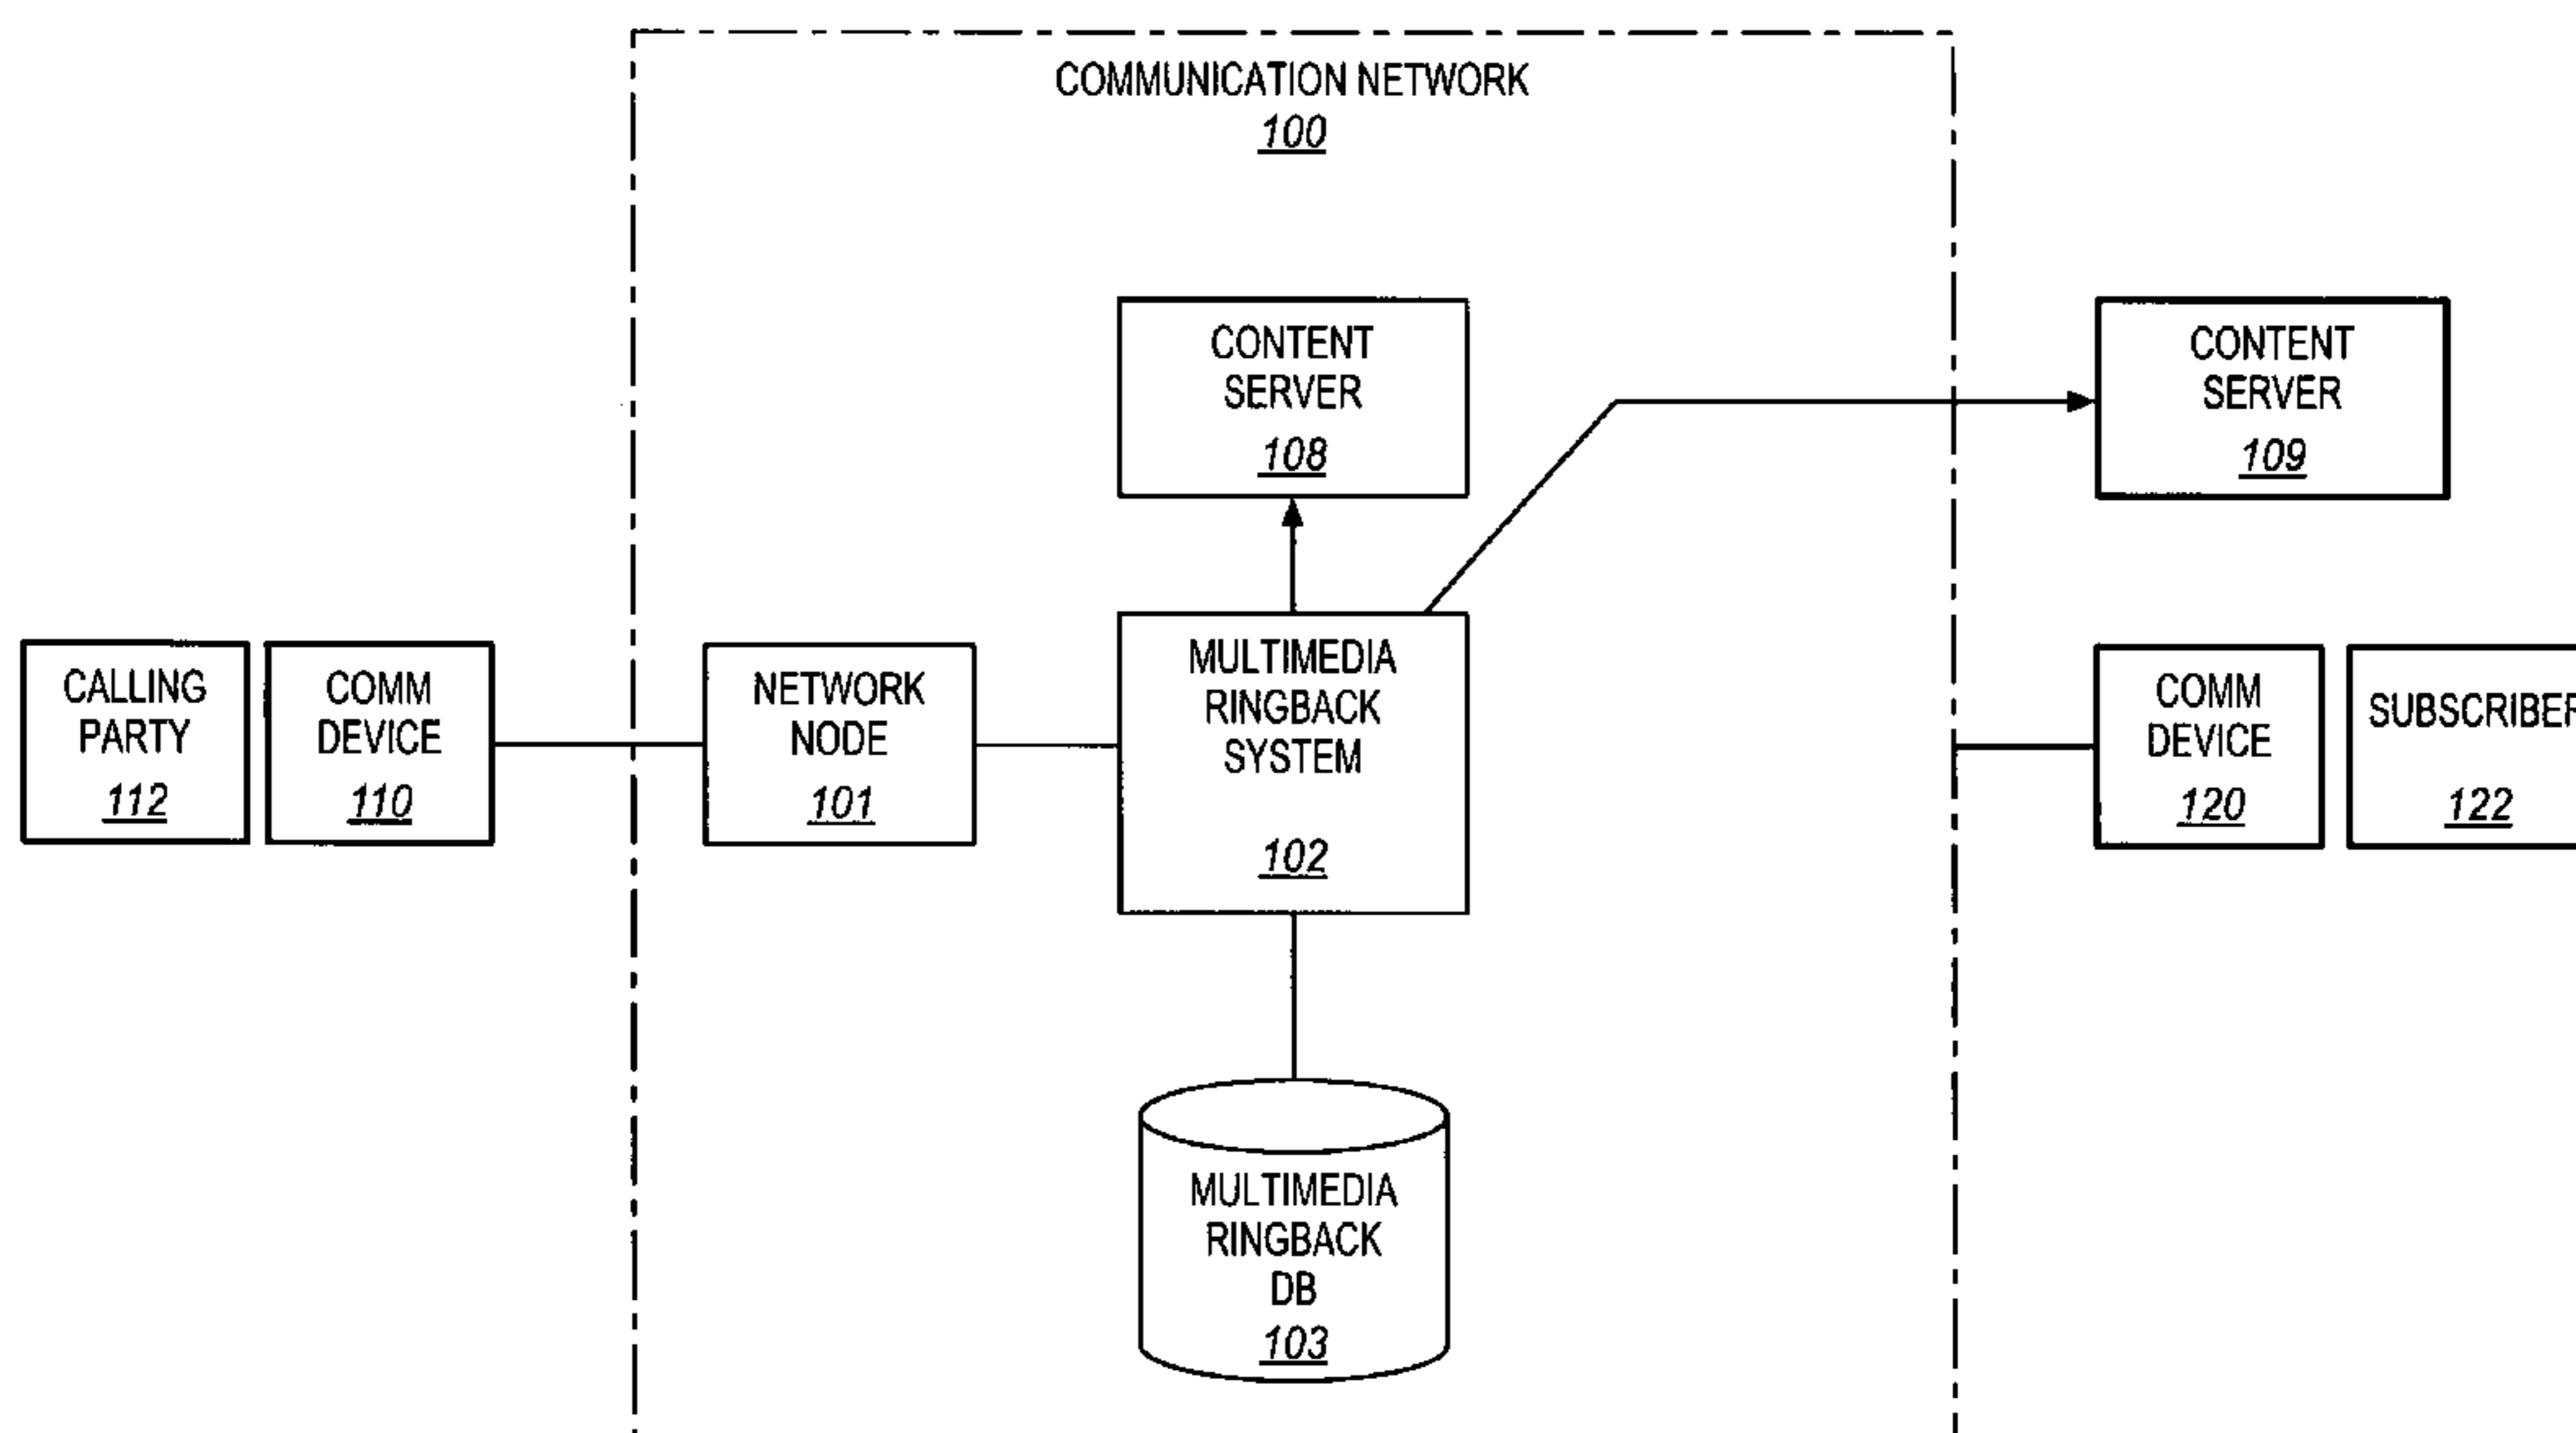 COMMUNICATION NETWORK
100
CONTENT
SERVER
108
CONTENT
SERVER
109
CALLING
PARTY
112
COMM
DEVICE
110
NETWORK
NODE
101
MULTIMEDIA
RINGBACK
SYSTEM
102
COMM
DEVICE
120
SUBSCRIBER
122
MULTIMEDIA
RINGBACK
DB
103